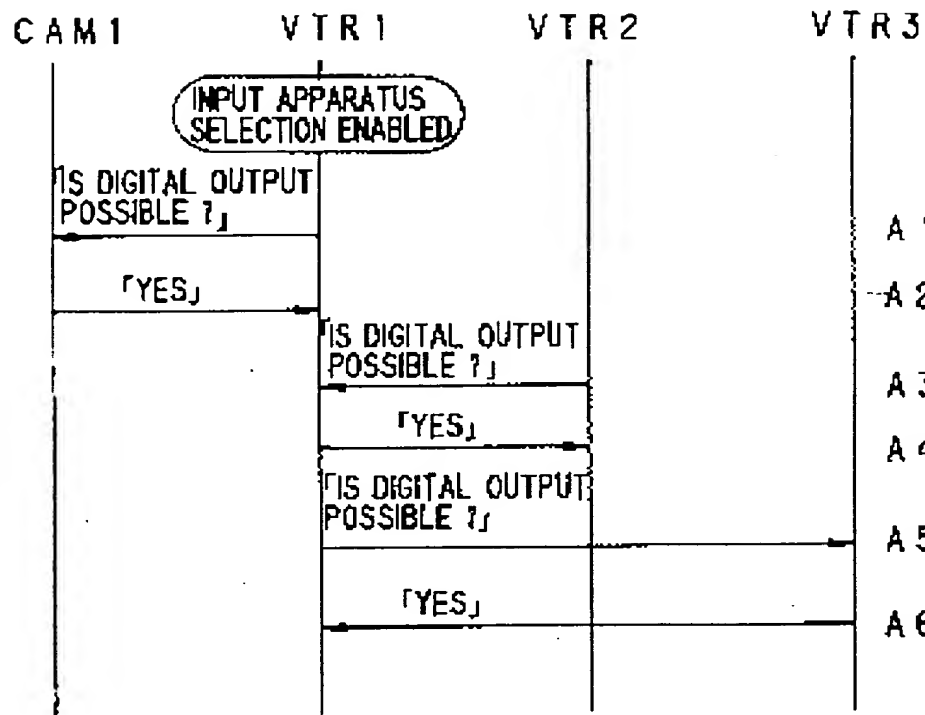 CAM1 VTR1 VTR2 VTR3
INPUT APPARATUS
SELECTION ENABLED
「IS DIGITAL OUTPUT
POSSIBLE ?」
A
「YES」
A2
「IS DIGITAL OUTPUT
POSSIBLE ?」
A3
「YES」
A4
「IS DIGITAL OUTPUT
POSSIBLE ?」
A5
「YES」
A6